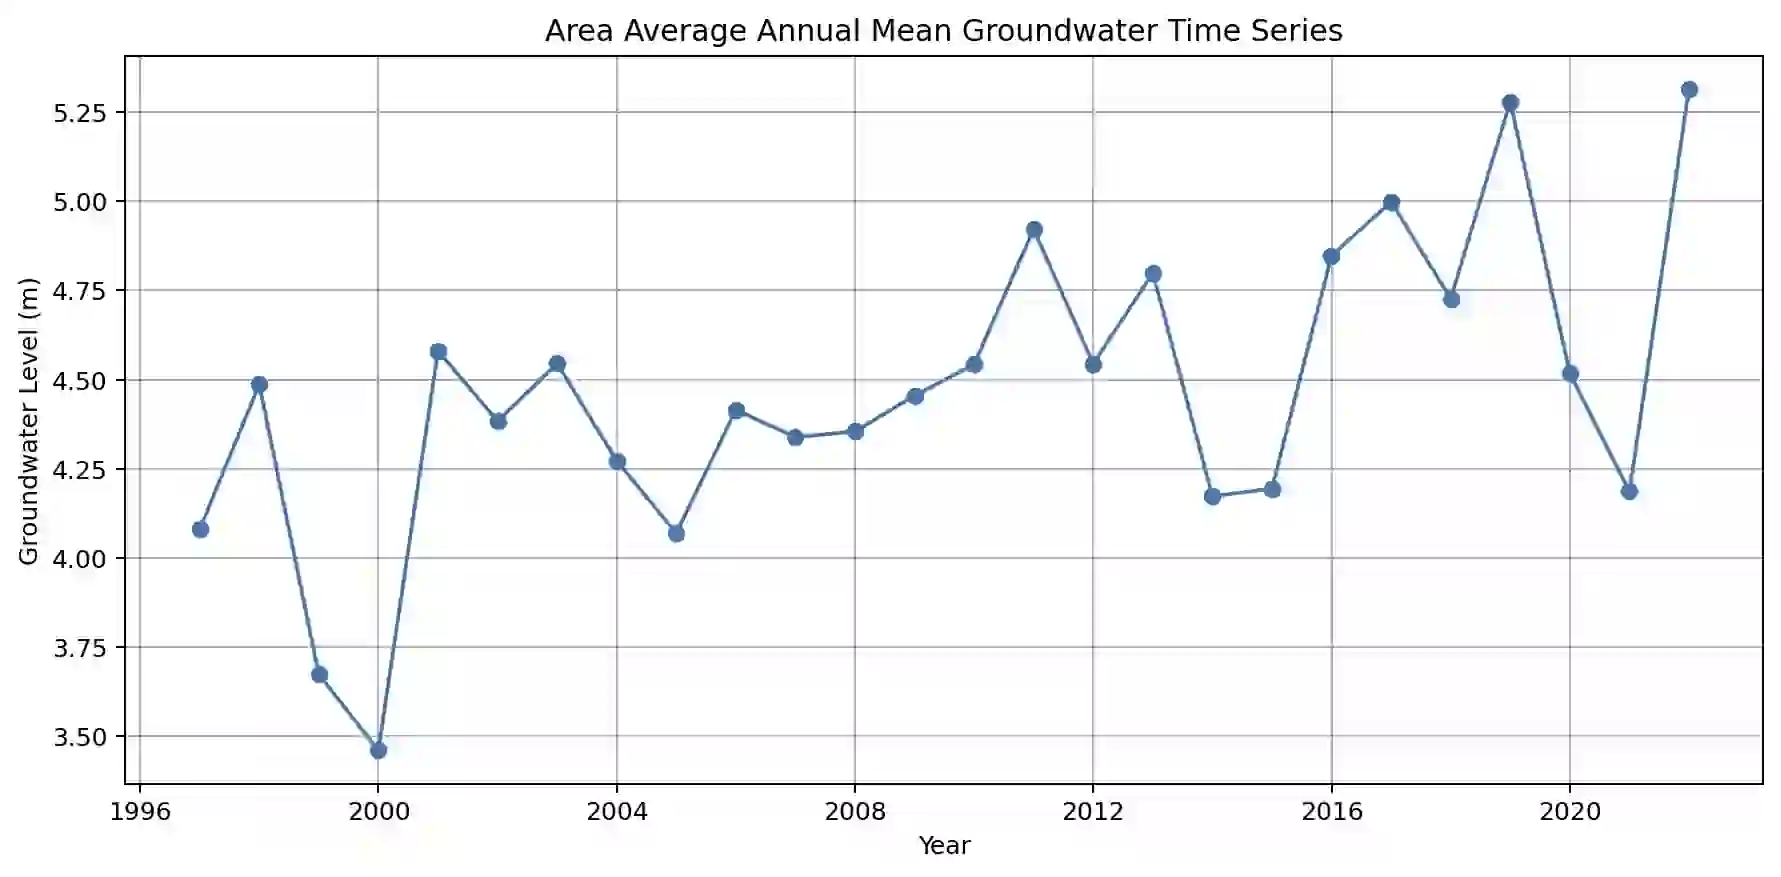 Area Average Annual Mean Groundwater Time Series
Groundwater Level (m)
5.25
5.00
4.75
4.50
4.25
4.00
3.75
3.50
1996 2000 2004 2008 2012 2016 2020
Year